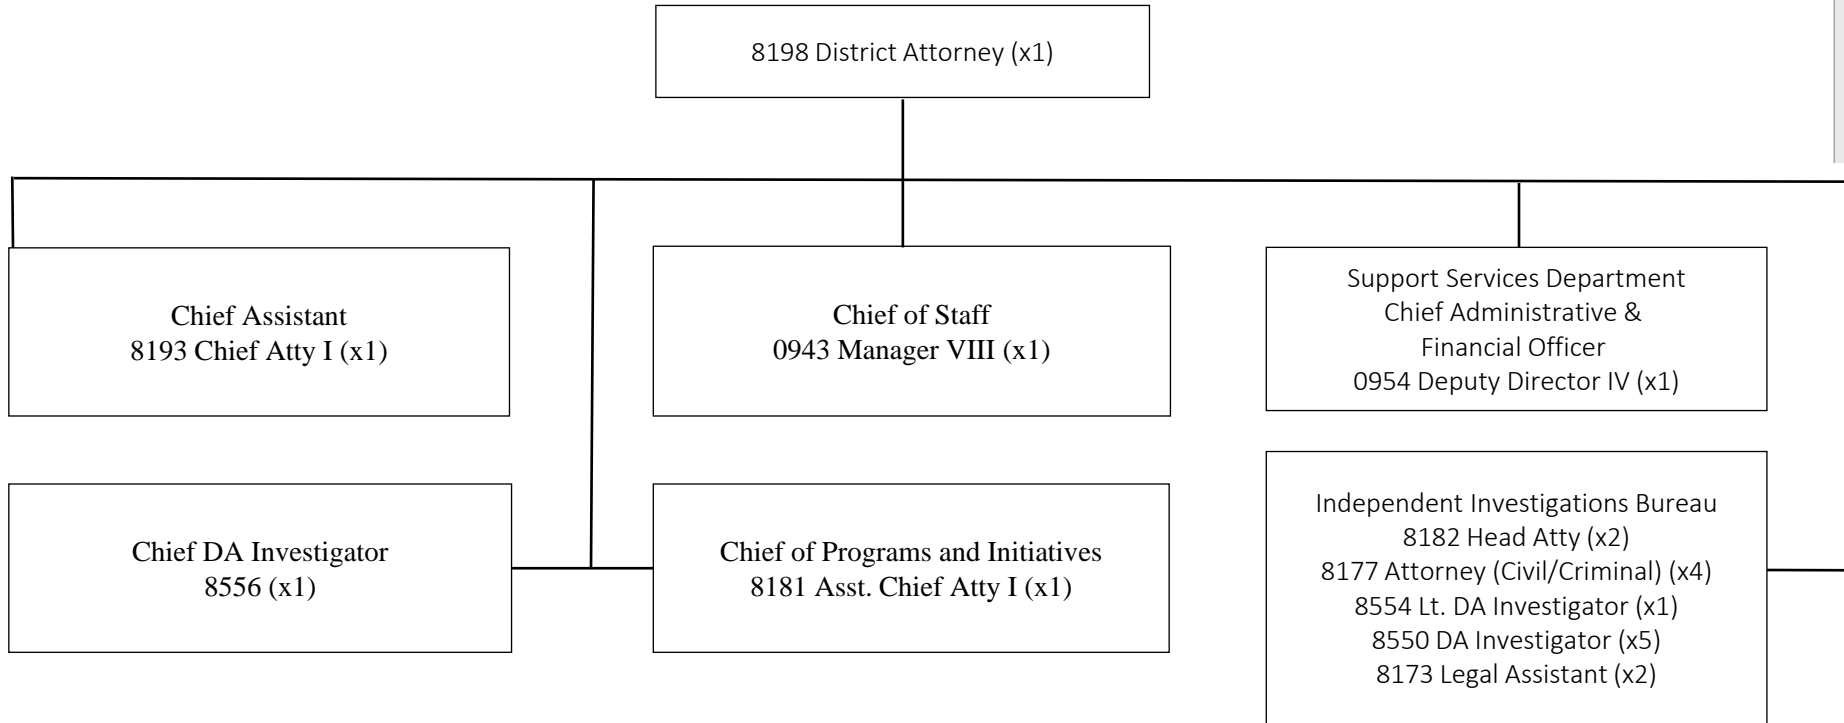 8198 District Attorney (x1)
Chief Assistant
8193 Chief Atty I (x1)
Chief of Staff
0943 Manager VIII (x1)
Support Services Department
Chief Administrative &
Financial Officer
0954 Deputy Director IV (x1)
Chief DA Investigator
8556 (x1)
Chief of Programs and Initiatives
8181 Asst. Chief Atty I (x1)
Independent Investigations Bureau
8182 Head Atty (x2)
8177 Attorney (Civil/Criminal) (x4)
8554 Lt. DA Investigator (x1)
8550 DA Investigator (x5)
8173 Legal Assistant (x2)